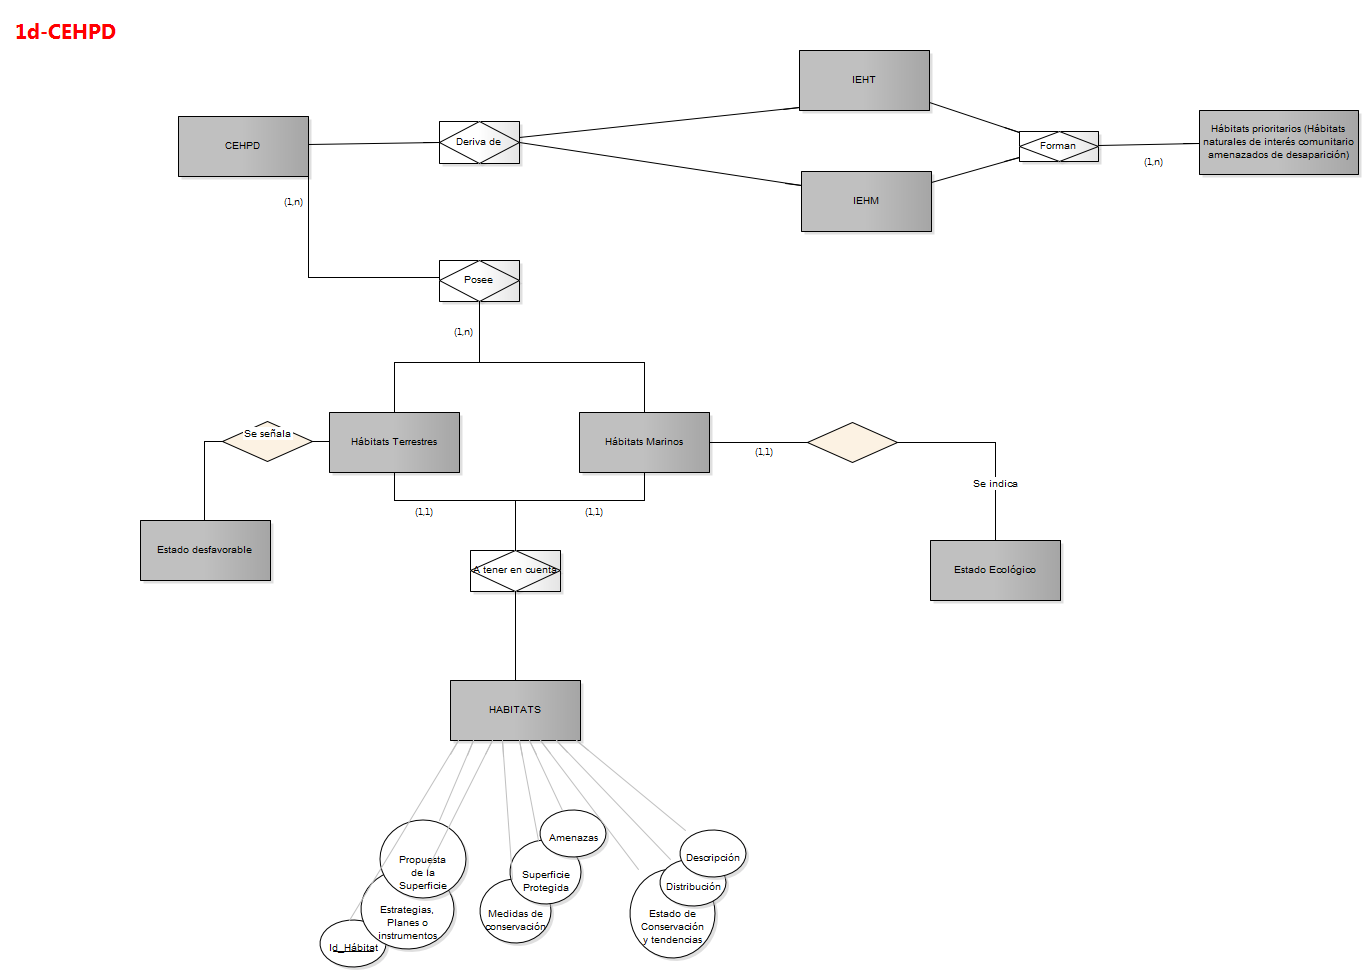 1d-CEHPD
IEHT
CEHPD
Deriva de
Forman
Hábitats prioritarios (Hábitats
naturales de interés comunitario
amenazados de desaparición)
(1,n)
IEHM
(1,n)
Posee
(1,n)
Se señala
Hábitats Terrestres
Hábitats Marinos
(1,1)
Se indica
(1,1)
(1,1)
Estado desfavorable
A tener en cuenta
Estado Ecológico
HABITATS
Amenazas
Propuesta
de la
Superficie
Descripción
Superficie
Protegida
Distribución
Estrategias,
Planes o
instrumentos
Medidas de
conservación
Estado de
Conservación
y tendencias
Id_Hábitat